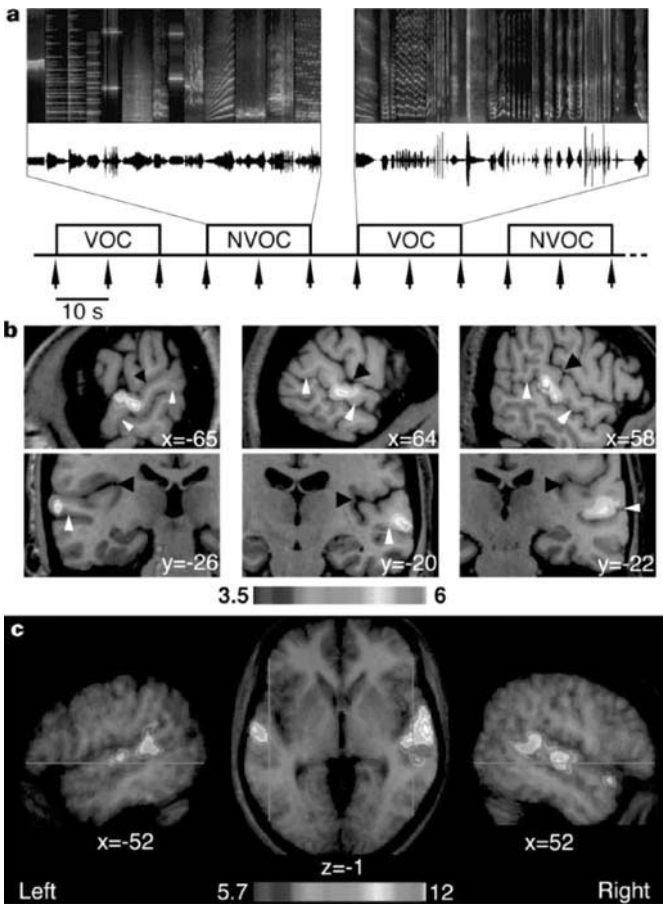 a
VOC NVOC VOC NVOC
10 s
b
x=-65 x=64 x=58
y=-26 y=-20 y=-22
3.5 6
c
x=-52 x=52
z=-1
Left 5.7 12 Right